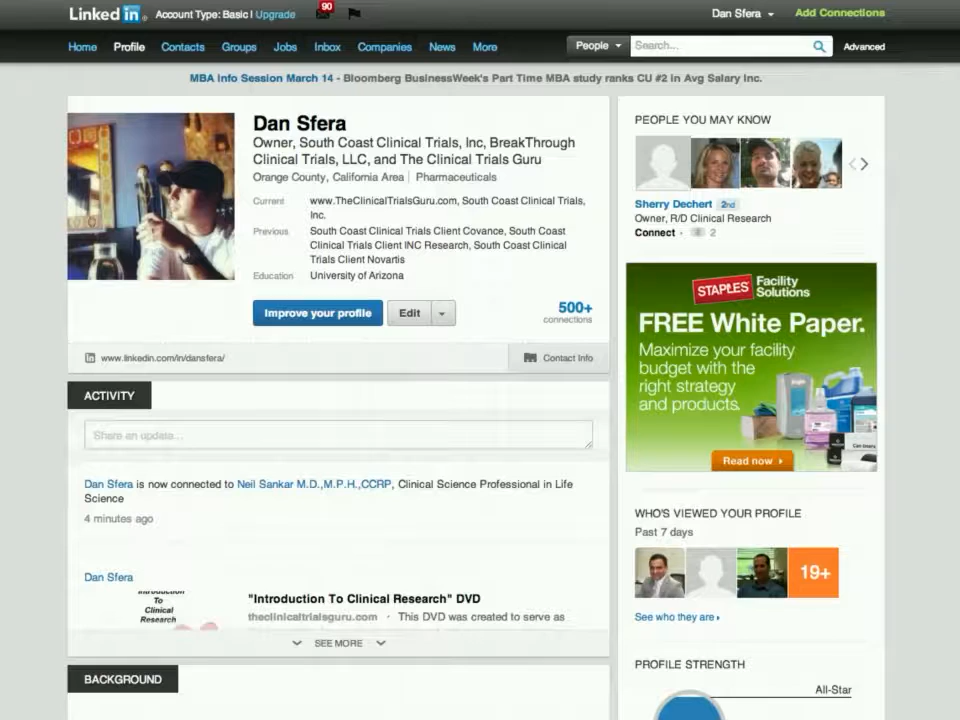 Linked in® Account Type: Basic | Upgrade 90 Dan Sfera Add Connections
Home Profile Contacts Groups Jobs Inbox Companies News More People Search... Advanced
MBA Info Session March 14 - Bloomberg BusinessWeek's Part Time MBA study ranks CU #2 in Avg Salary Inc.
Dan Sfera
Owner, South Coast Clinical Trials, Inc, BreakThrough
Clinical Trials, LLC, and The Clinical Trials Guru
Orange County, California Area | Pharmaceuticals
Current www.TheClinicalTrialsGuru.com, South Coast Clinical Trials,
Inc.
Previous South Coast Clinical Trials Client Covance, South Coast
Clinical Trials Client INC Research, South Coast Clinical
Trials Client Novartis
Education University of Arizona
Improve your profile Edit 500+
connections
www.linkedin.com/in/dansfera/ Contact Info
ACTIVITY
Share an update...
Dan Sfera is now connected to Neil Sankar M.D.,M.P.H.,CCRP, Clinical Science Professional in Life
Science
4 minutes ago
Dan Sfera
Introduction
To
Clinical
Research
"Introduction To Clinical Research" DVD
theclinicaltrialsguru.com · This DVD was created to serve as
SEE MORE
BACKGROUND
PEOPLE YOU MAY KNOW
Sherry Dechert 2nd
Owner, R/D Clinical Research
Connect · 2
STAPLES Facility
Solutions
FREE White Paper.
Maximize your facility
budget with the
right strategy
and products.
Read now
WHO'S VIEWED YOUR PROFILE
Past 7 days
19+
See who they are
PROFILE STRENGTH
All-Star